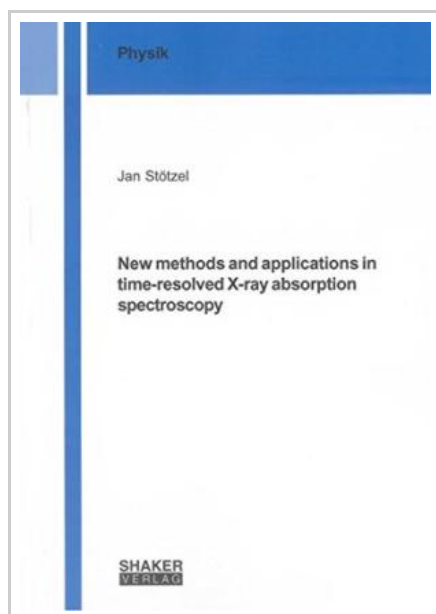 Physik
Jan Stötzel
New methods and applications in
time-resolved X-ray absorption
spectroscopy
SHAKER
VERLAG